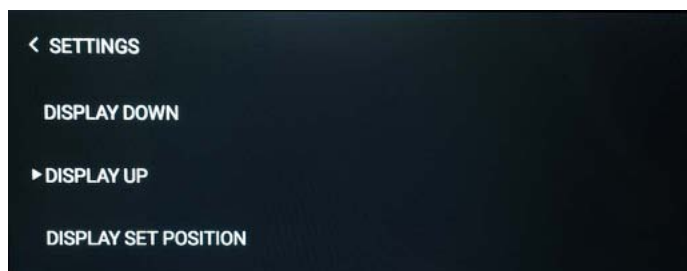 < SETTINGS
DISPLAY DOWN
▶DISPLAY UP
DISPLAY SET POSITION